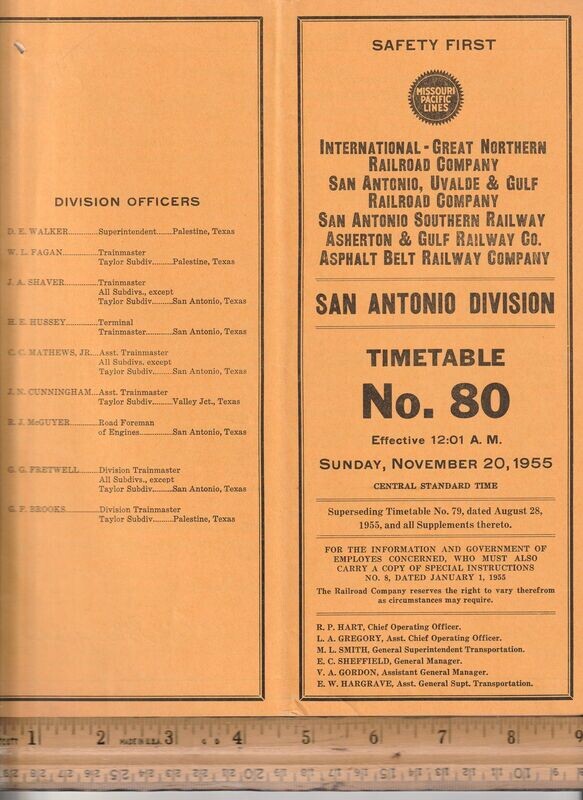 DIVISION OFFICERS
D. E. WALKER............Superintendent......Palestine, Texas
W. L. FAGAN............Trainmaster
Taylor Subdiv..........Palestine, Texas
J. A. SHAVER............Trainmaster
All Subdivs., except
Taylor Subdiv..........San Antonio, Texas
H. E. HUSSEY............Terminal
Trainmaster............San Antonio, Texas
C. C. MATHEWS, JR....Asst. Trainmaster
All Subdivs. except
Taylor Subdiv..........San Antonio, Texas
J. N. CUNNINGHAM....Asst. Trainmaster
Taylor Subdiv..........Valley Jct., Texas
R. J. McGUYER............Road Foreman
of Engines..............San Antonio, Texas
G. G. FRETWELL..........Division Trainmaster
All Subdivs., except
Taylor Subdiv..........San Antonio, Texas
G. F. BROOKS............Division Trainmaster
Taylor Subdiv..........Palestine, Texas
SAFETY FIRST
MISSOURI
PACIFIC
LINES
INTERNATIONAL-GREAT NORTHERN
RAILROAD COMPANY
SAN ANTONIO, UVALDE & GULF
RAILROAD COMPANY
SAN ANTONIO SOUTHERN RAILWAY
ASHERTON & GULF RAILWAY CO.
ASPHALT BELT RAILWAY COMPANY
SAN ANTONIO DIVISION
TIMETABLE
No. 80
Effective 12:01 A. M.
SUNDAY, NOVEMBER 20, 1955
CENTRAL STANDARD TIME
Superseding Timetable No. 79, dated August 28,
1955, and all Supplements thereto.
FOR THE INFORMATION AND GOVERNMENT OF
EMPLOYES CONCERNED, WHO MUST ALSO
CARRY A COPY OF SPECIAL INSTRUCTIONS
NO. 8, DATED JANUARY 1, 1955
The Railroad Company reserves the right to vary therefrom
as circumstances may require.
R. P. HART, Chief Operating Officer.
L. A. GREGORY, Asst. Chief Operating Officer.
M. L. SMITH, General Superintendent Transportation.
E. C. SHEFFIELD, General Manager.
V. A. GORDON, Assistant General Manager.
E. W. HARGRAVE, Asst. General Supt. Transportation.
1 2 MADE IN U.S.A. 3 4 5 6 7 8 9